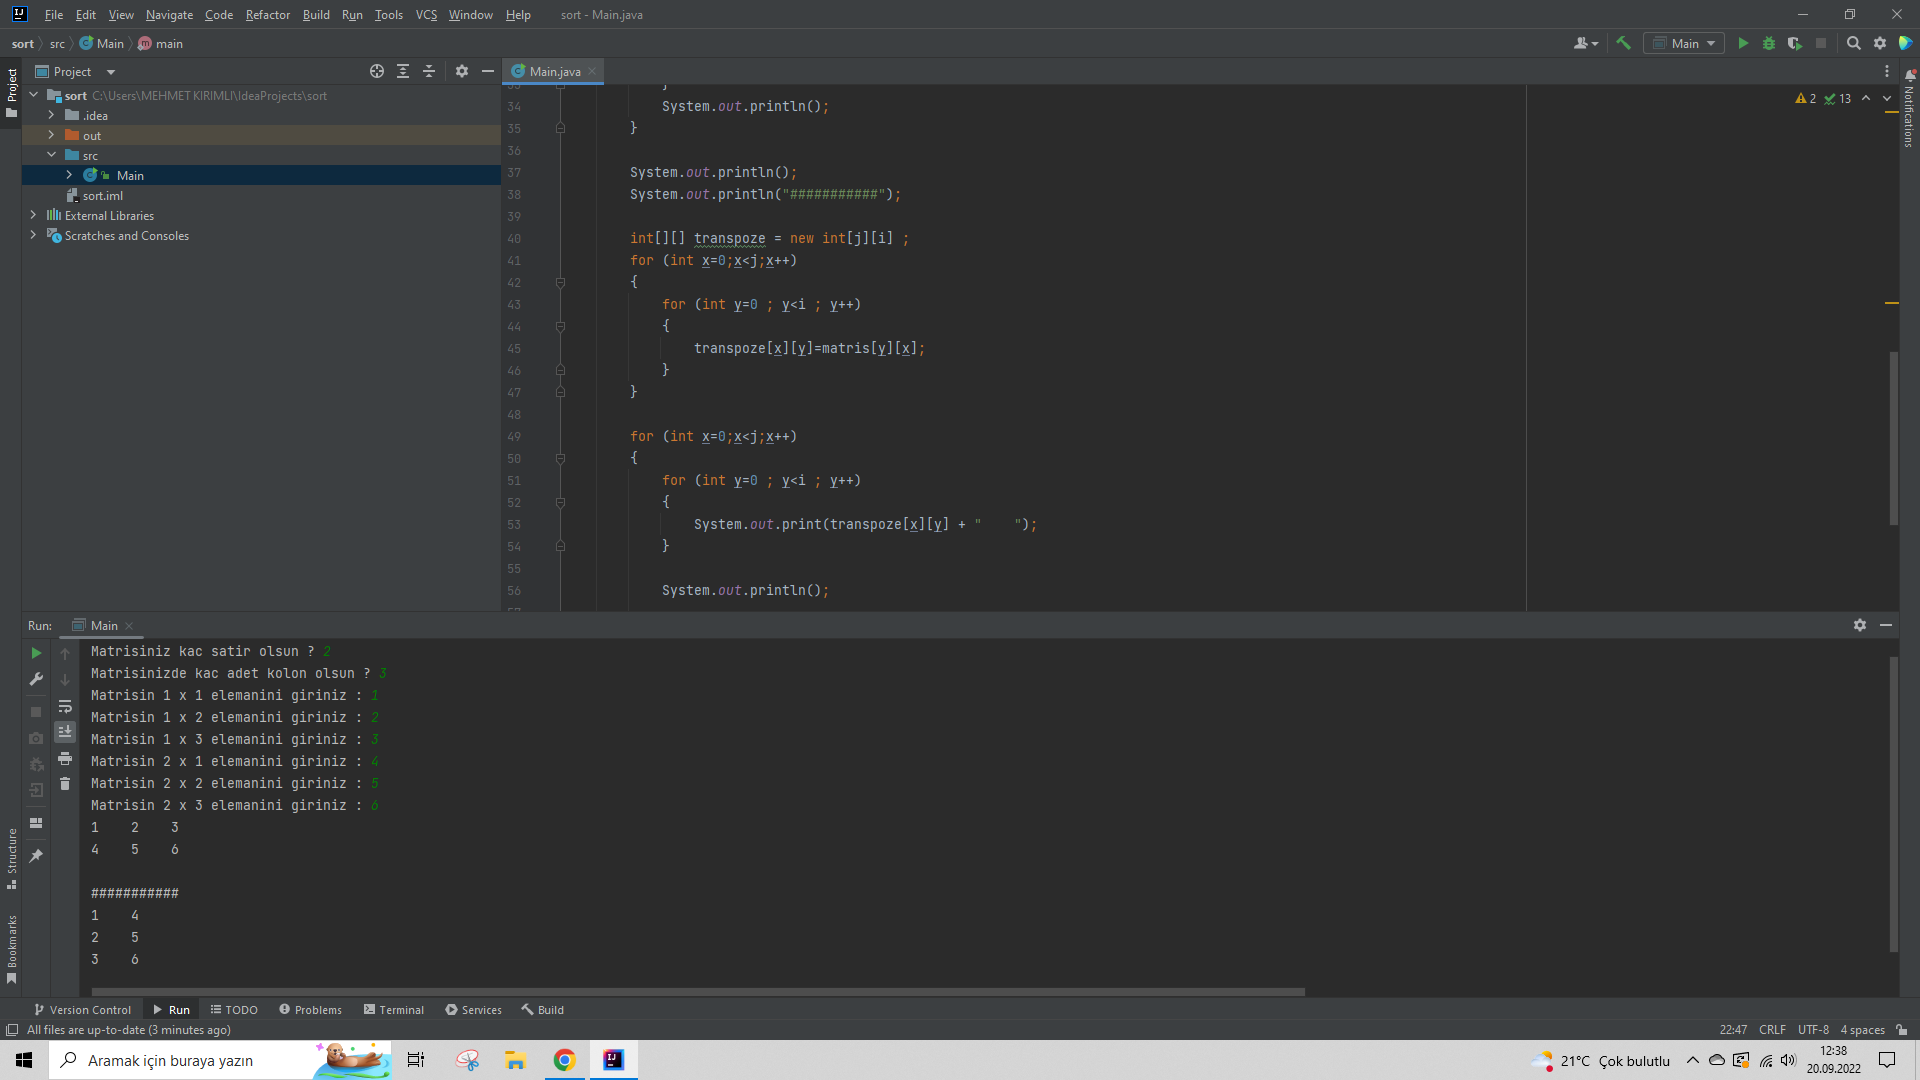 File Edit View Navigate Code Refactor Build Run Tools VCS Window Help sort - Main.java
sort src Main main
Main
Project
Main.java
Project
sort C:\Users\MEHMET KIRIMLI\IdeaProjects\sort
.idea
out
src
Main
sort.iml
External Libraries
Scratches and Consoles
2 13
Notifications
34 System.out.println();
35 }
36
37 System.out.println();
38 System.out.println("###########");
39
40 int[][] transpoze = new int[j][i] ;
41 for (int x=0;x<j;x++)
42 {
43 for (int y=0 ; y<i ; y++)
44 {
45 transpoze[x][y]=matris[y][x];
46 }
47 }
48
49 for (int x=0;x<j;x++)
50 {
51 for (int y=0 ; y<i ; y++)
52 {
53 System.out.print(transpoze[x][y] + "    ");
54 }
55
56 System.out.println();
Run: Main
Matrisiniz kac satir olsun ? 2
Matrisinizde kac adet kolon olsun ? 3
Matrisin 1 x 1 elemanini giriniz : 1
Matrisin 1 x 2 elemanini giriniz : 2
Matrisin 1 x 3 elemanini giriniz : 3
Matrisin 2 x 1 elemanini giriniz : 4
Matrisin 2 x 2 elemanini giriniz : 5
Matrisin 2 x 3 elemanini giriniz : 6
1    2    3
4    5    6
###########
1    4
2    5
3    6
Structure
Bookmarks
Version Control Run TODO Problems Terminal Services Build
All files are up-to-date (3 minutes ago)
22:47 CRLF UTF-8 4 spaces
Aramak için buraya yazın
21°C Çok bulutlu
12:38
20.09.2022